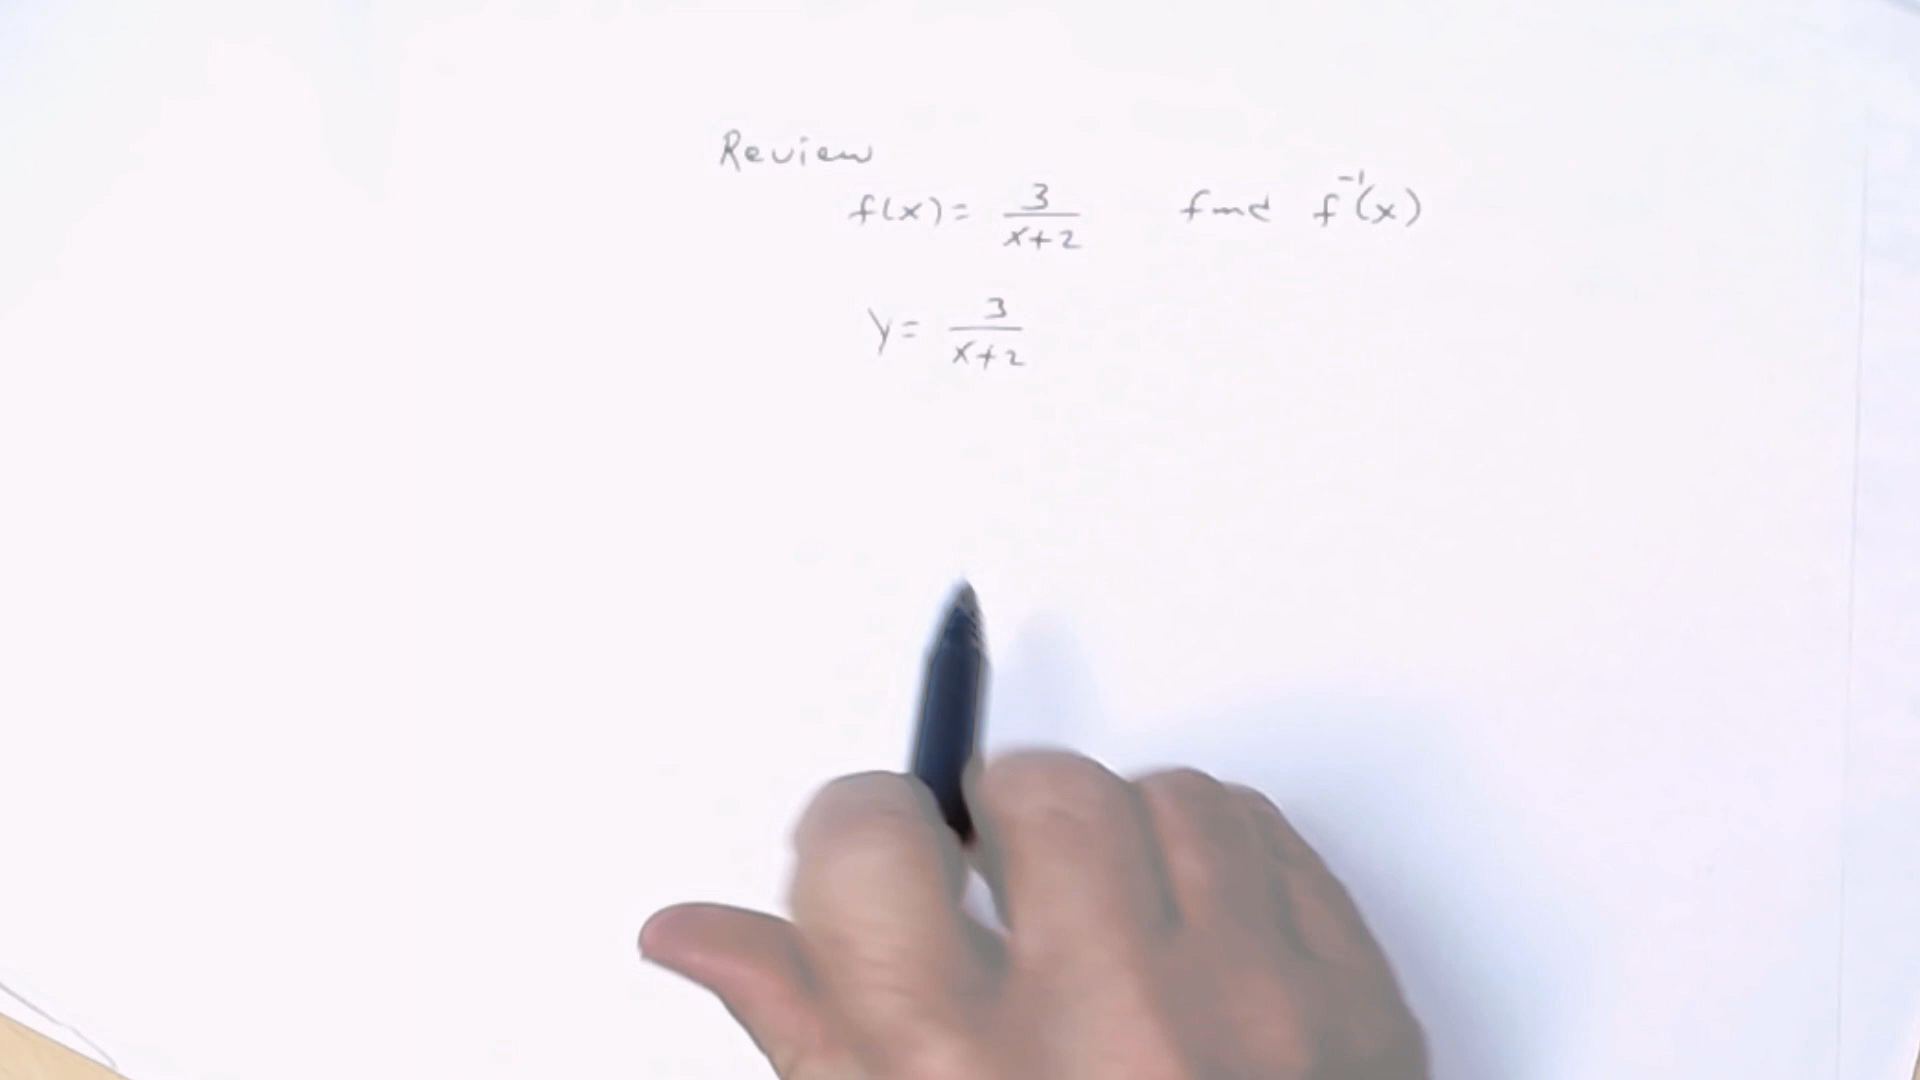 Review
f(x) = 3/(x+2) find f⁻¹(x)
y = 3/(x+2)